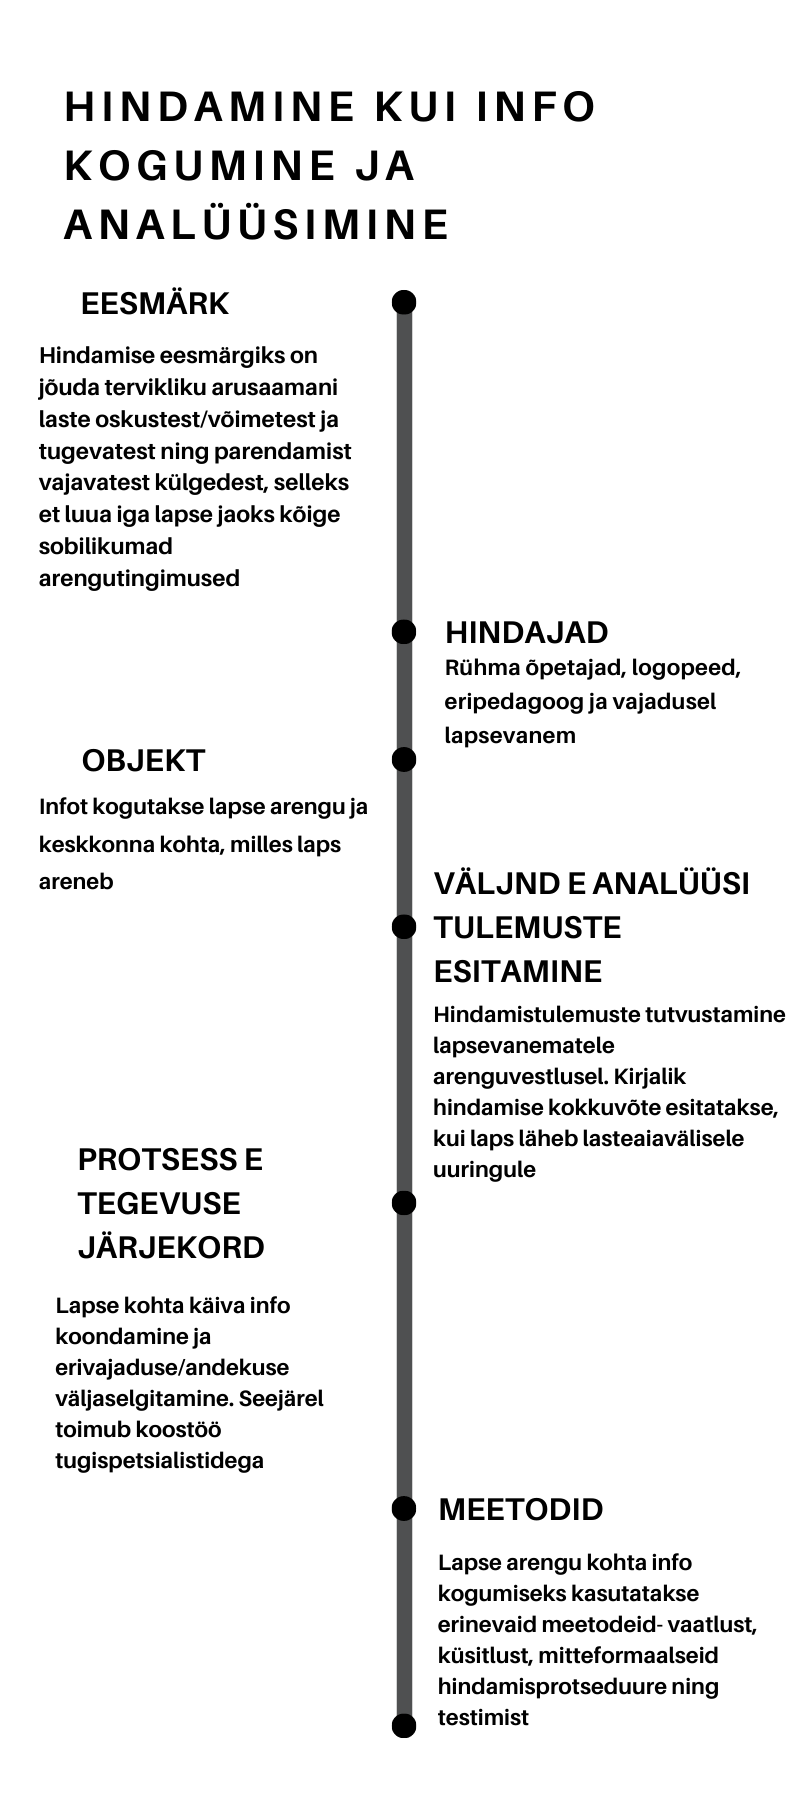 HINDAMINE KUI INFO
KOGUMINE JA
ANALÜÜSIMINE
EESMÄRK
Hindamise eesmärgiks on
jõuda tervikliku arusaamani
laste oskustest/võimetest ja
tugevatest ning parendamist
vajavatest külgedest, selleks
et luua iga lapse jaoks kõige
sobilikumad
arengutingimused
HINDAJAD
Rühma õpetajad, logopeed,
eripedagoog ja vajadusel
lapsevanem
OBJEKT
Infot kogutakse lapse arengu ja
keskkonna kohta, milles laps
areneb
VÄLJND E ANALÜÜSI
TULEMUSTE
ESITAMINE
Hindamistulemuste tutvustamine
lapsevanematele
arenguvestlusel. Kirjalik
hindamise kokkuvõte esitatakse,
kui laps läheb lasteaiavälisele
uuringule
PROTSESS E
TEGEVUSE
JÄRJEKORD
Lapse kohta käiva info
koondamine ja
erivajaduse/andekuse
väljaselgitamine. Seejärel
toimub koostöö
tugispetsialistidega
MEETODID
Lapse arengu kohta info
kogumiseks kasutatakse
erinevaid meetodeid- vaatlust,
küsitlust, mitteformaalseid
hindamisprotseduure ning
testimist